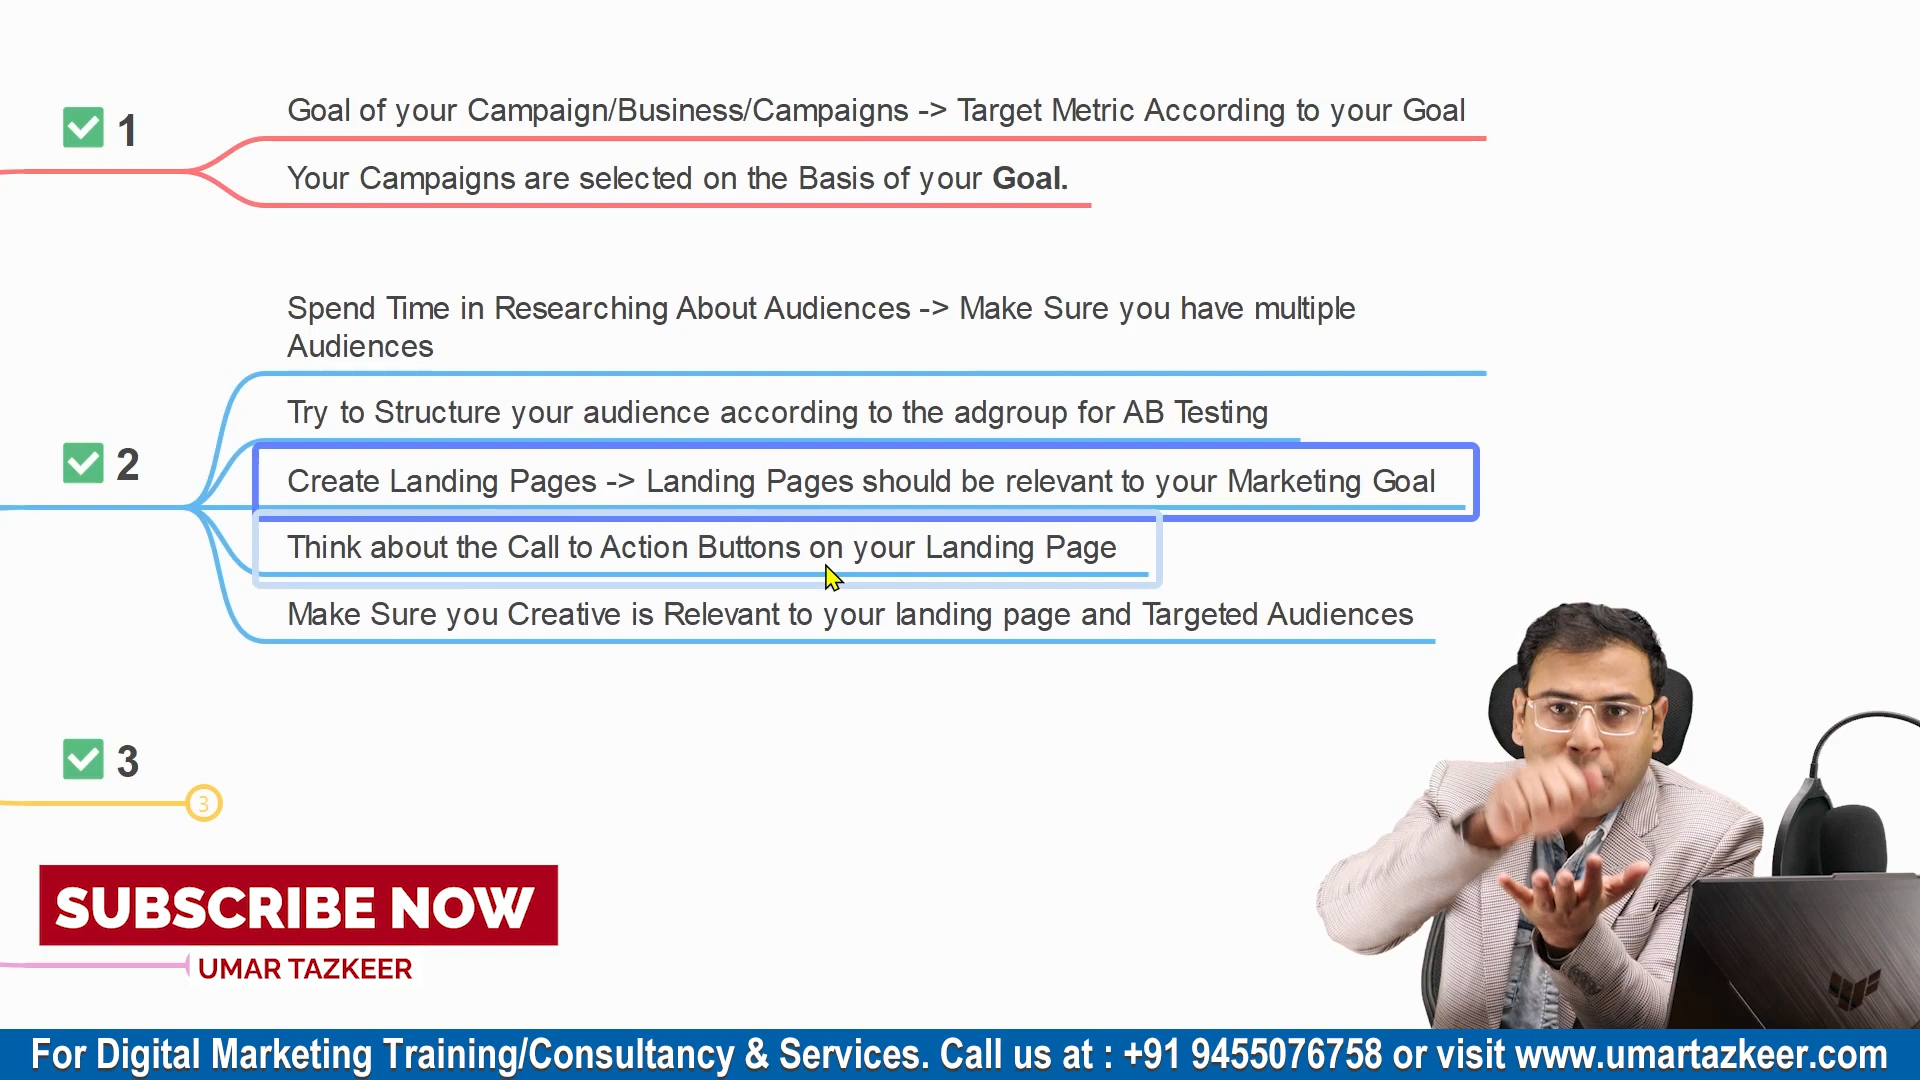 1
Goal of your Campaign/Business/Campaigns -> Target Metric According to your Goal
Your Campaigns are selected on the Basis of your Goal.
Spend Time in Researching About Audiences -> Make Sure you have multiple
Audiences
Try to Structure your audience according to the adgroup for AB Testing
2
Create Landing Pages -> Landing Pages should be relevant to your Marketing Goal
Think about the Call to Action Buttons on your Landing Page
Make Sure you Creative is Relevant to your landing page and Targeted Audiences
3
3
SUBSCRIBE NOW
UMAR TAZKEER
For Digital Marketing Training/Consultancy & Services. Call us at : +91 9455076758 or visit www.umartazkeer.com